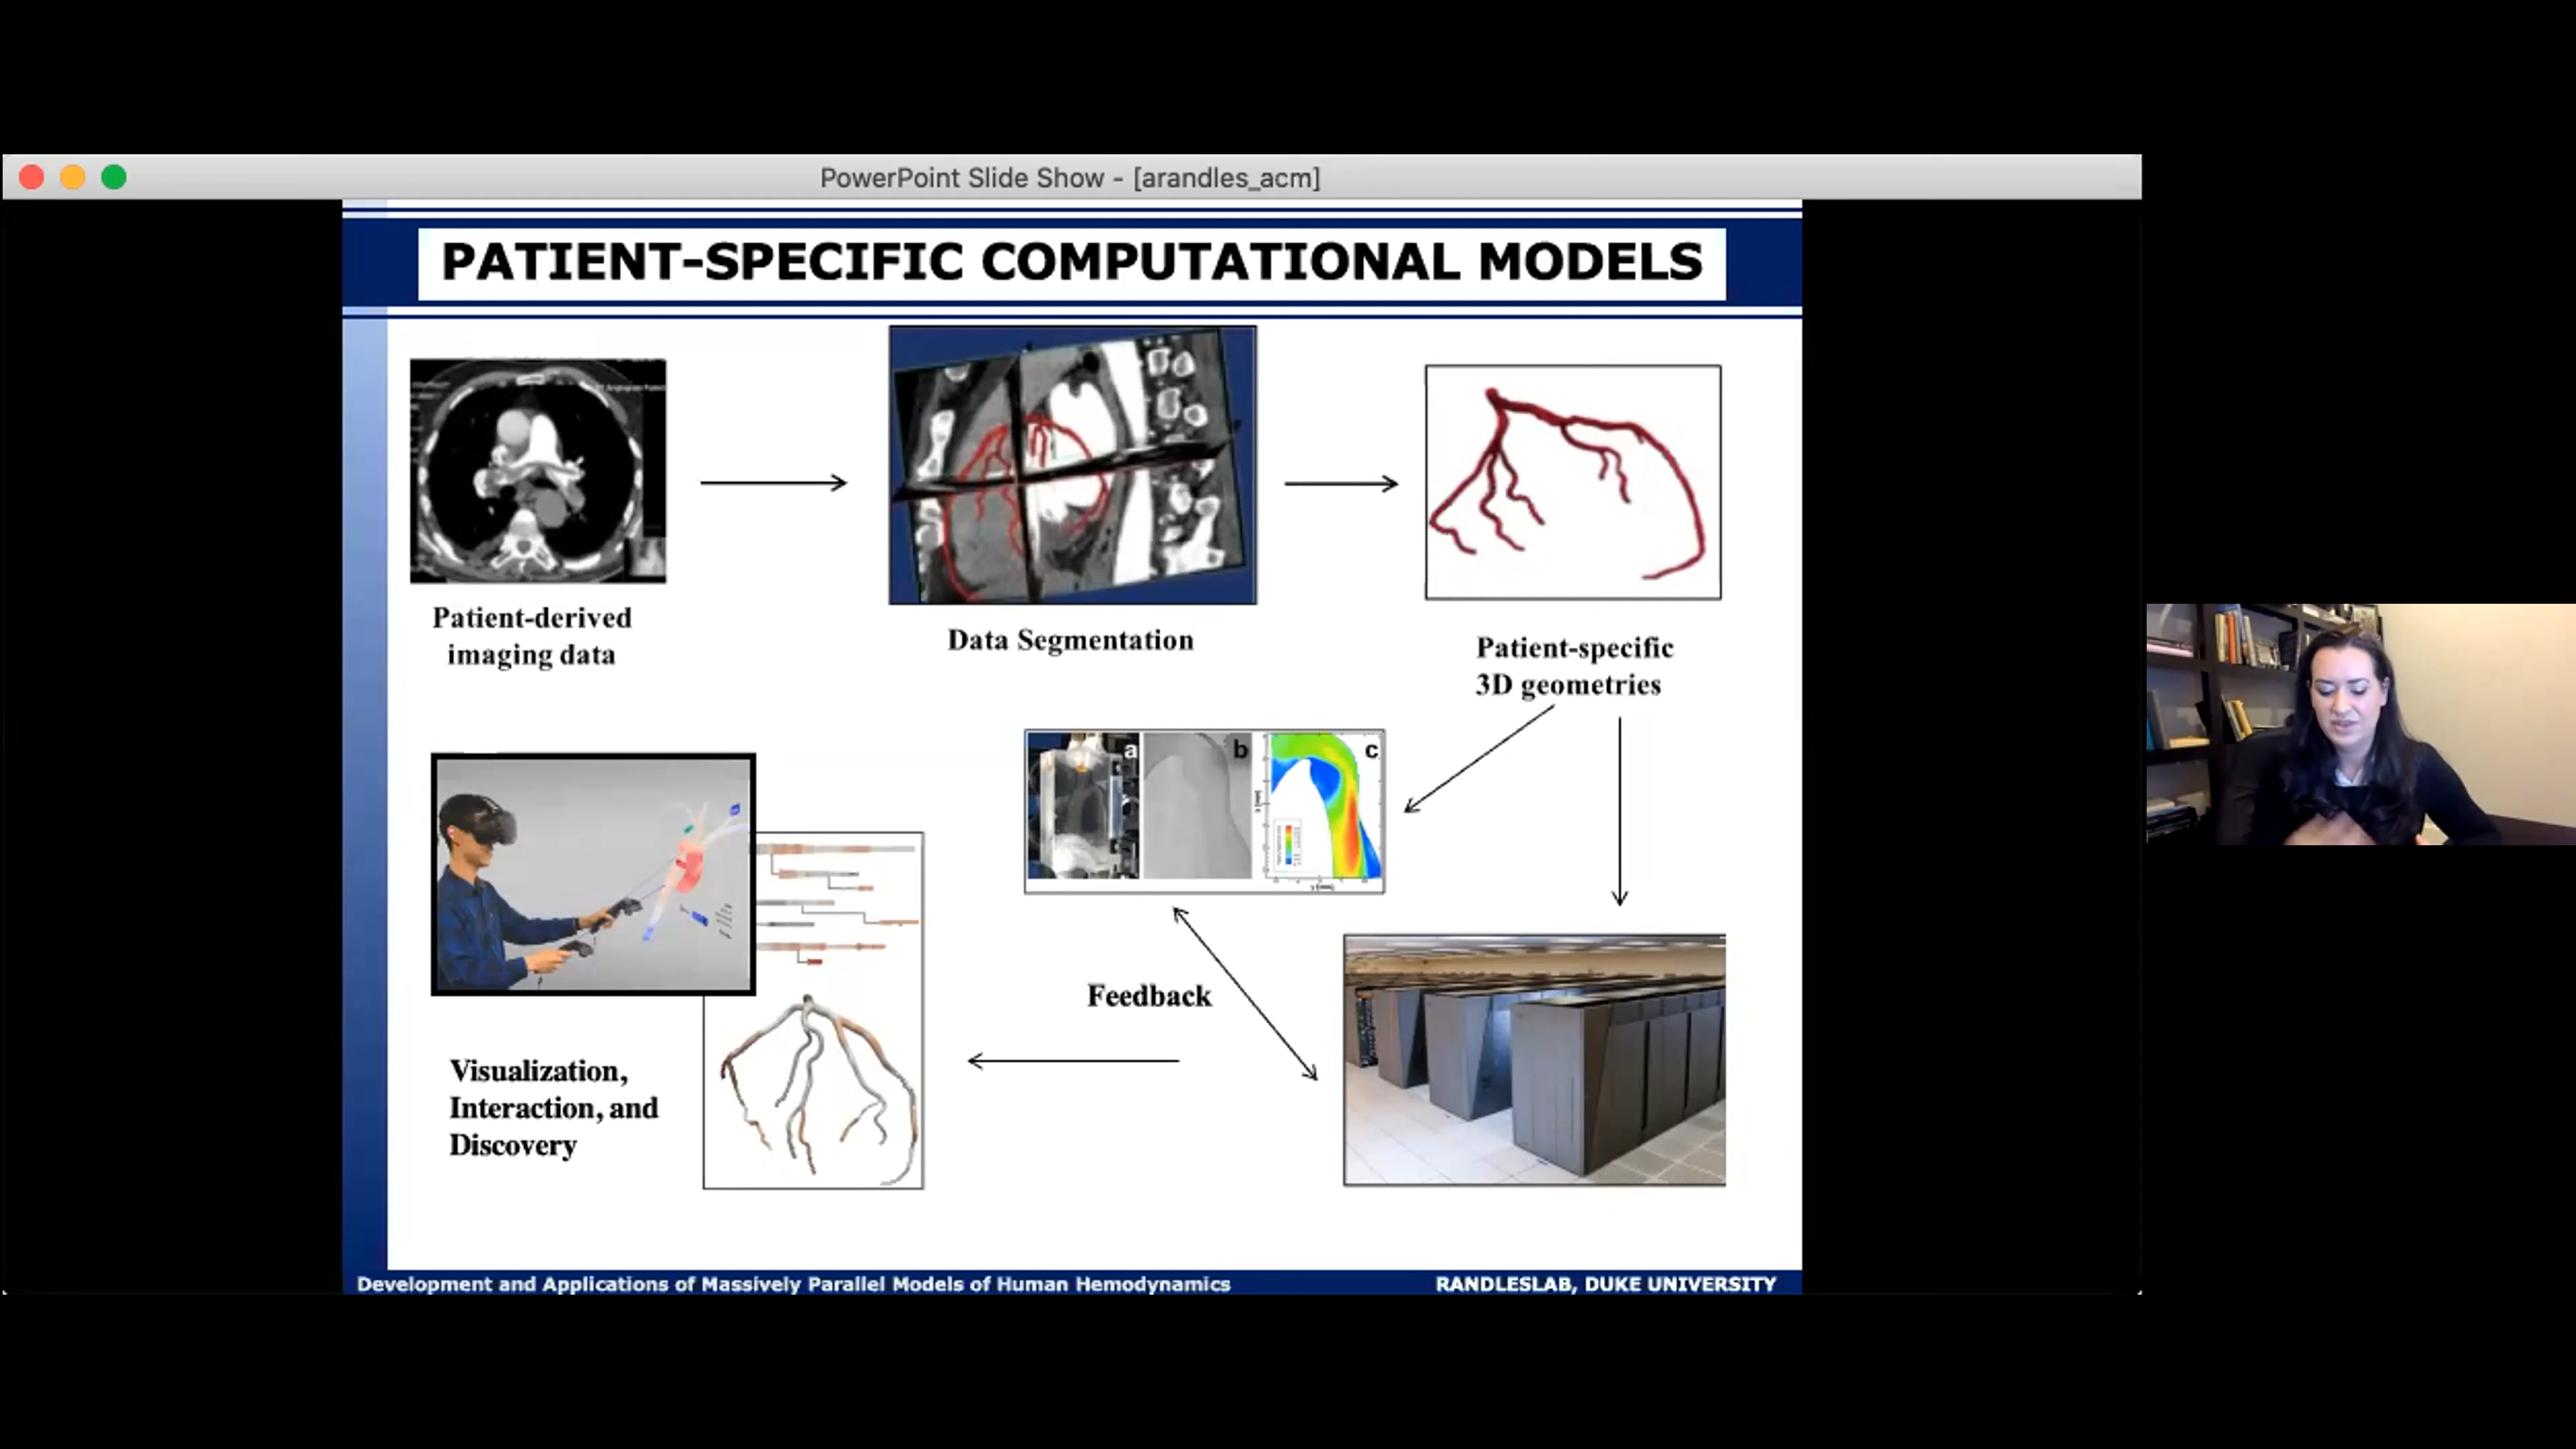 PowerPoint Slide Show - [arandles_acm]
PATIENT-SPECIFIC COMPUTATIONAL MODELS
Patient-derived
imaging data
Data Segmentation
Patient-specific
3D geometries
a
b
c
Feedback
Visualization,
Interaction, and
Discovery
Development and Applications of Massively Parallel Models of Human Hemodynamics
RANDLESLAB, DUKE UNIVERSITY